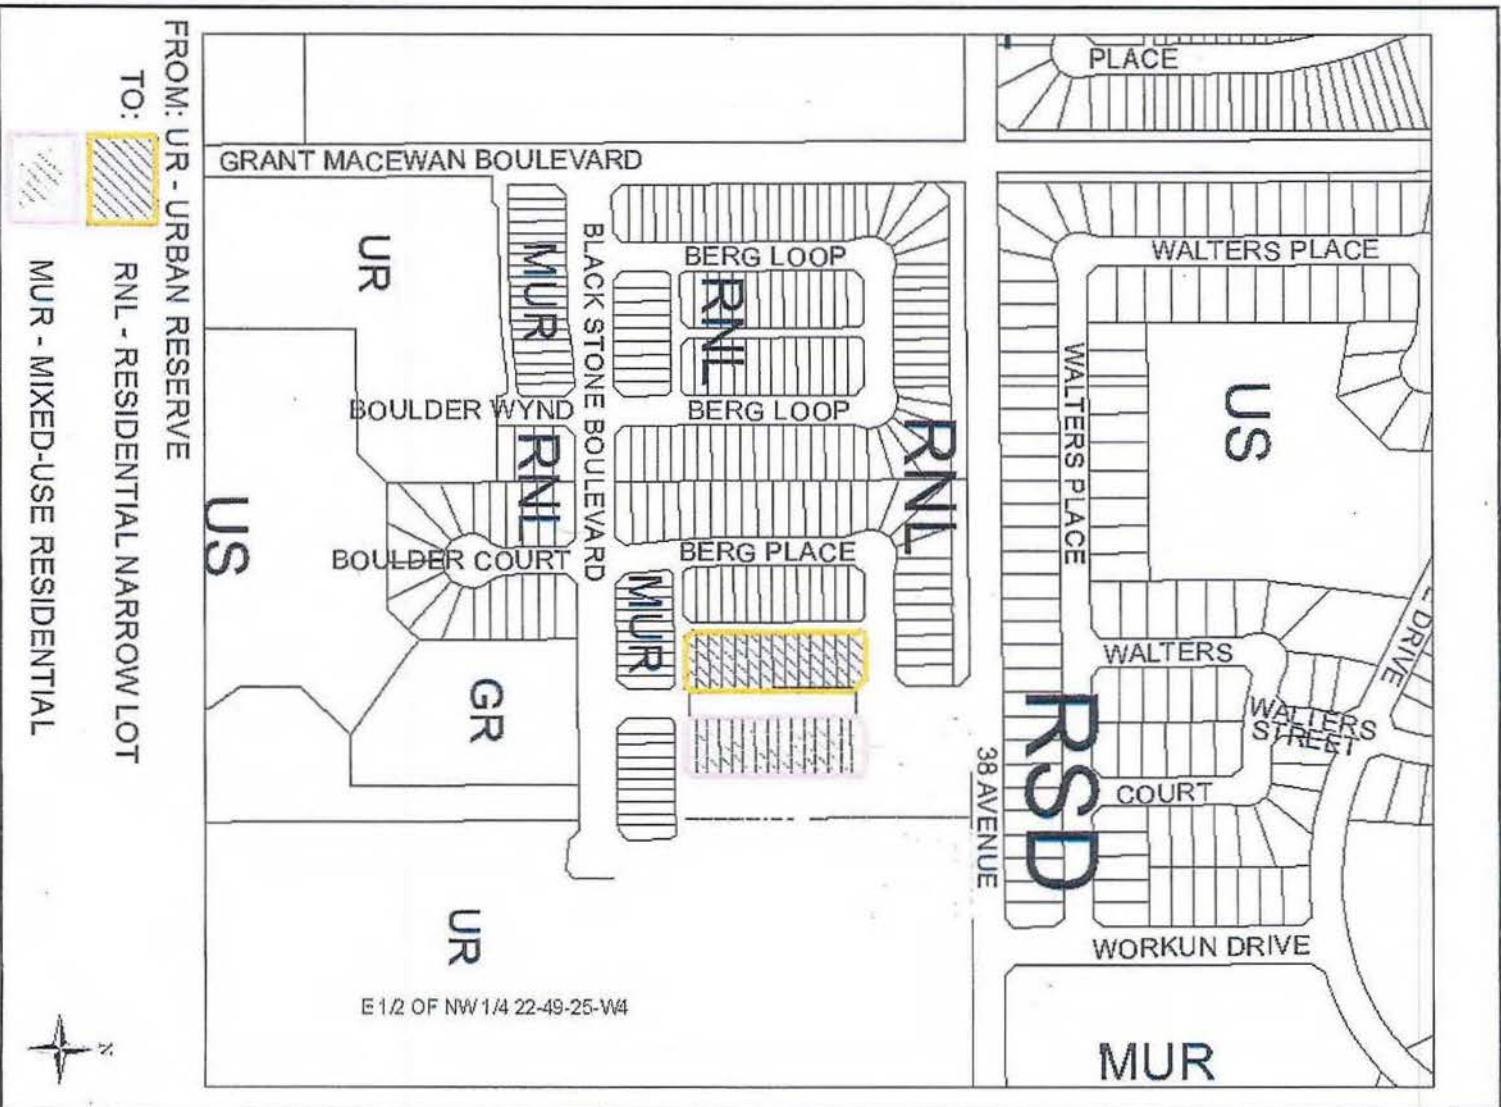 PLACE
GRANT MACEWAN BOULEVARD
WALTERS PLACE
BERG LOOP
BLACK STONE BOULEVARD
UR
MUR
RNL
WALTERS PLACE
US
BOULDER WYND
BERG LOOP
RNL
RNL
US
BOULDER COURT
BERG PLACE
MUR
WALTERS
DRIVE
WALTERS
STREET
GR
RSD
38 AVENUE
COURT
UR
WORKUN DRIVE
E 1/2 OF NW 1/4 22-49-25-W4
MUR
FROM: UR - URBAN RESERVE
TO:
RNL - RESIDENTIAL NARROW LOT
MUR - MIXED-USE RESIDENTIAL
N